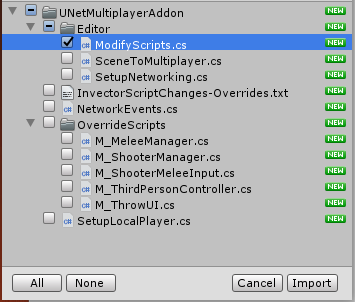 UNetMultiplayerAddon NEW
Editor NEW
C# ModifyScripts.cs NEW
C# SceneToMultiplayer.cs NEW
C# SetupNetworking.cs NEW
InvectorScriptChanges-Overrides.txt NEW
C# NetworkEvents.cs NEW
OverrideScripts NEW
C# M_MeleeManager.cs NEW
C# M_ShooterManager.cs NEW
C# M_ShooterMeleeInput.cs NEW
C# M_ThirdPersonController.cs NEW
C# M_ThrowUI.cs NEW
C# SetupLocalPlayer.cs NEW
All None Cancel Import